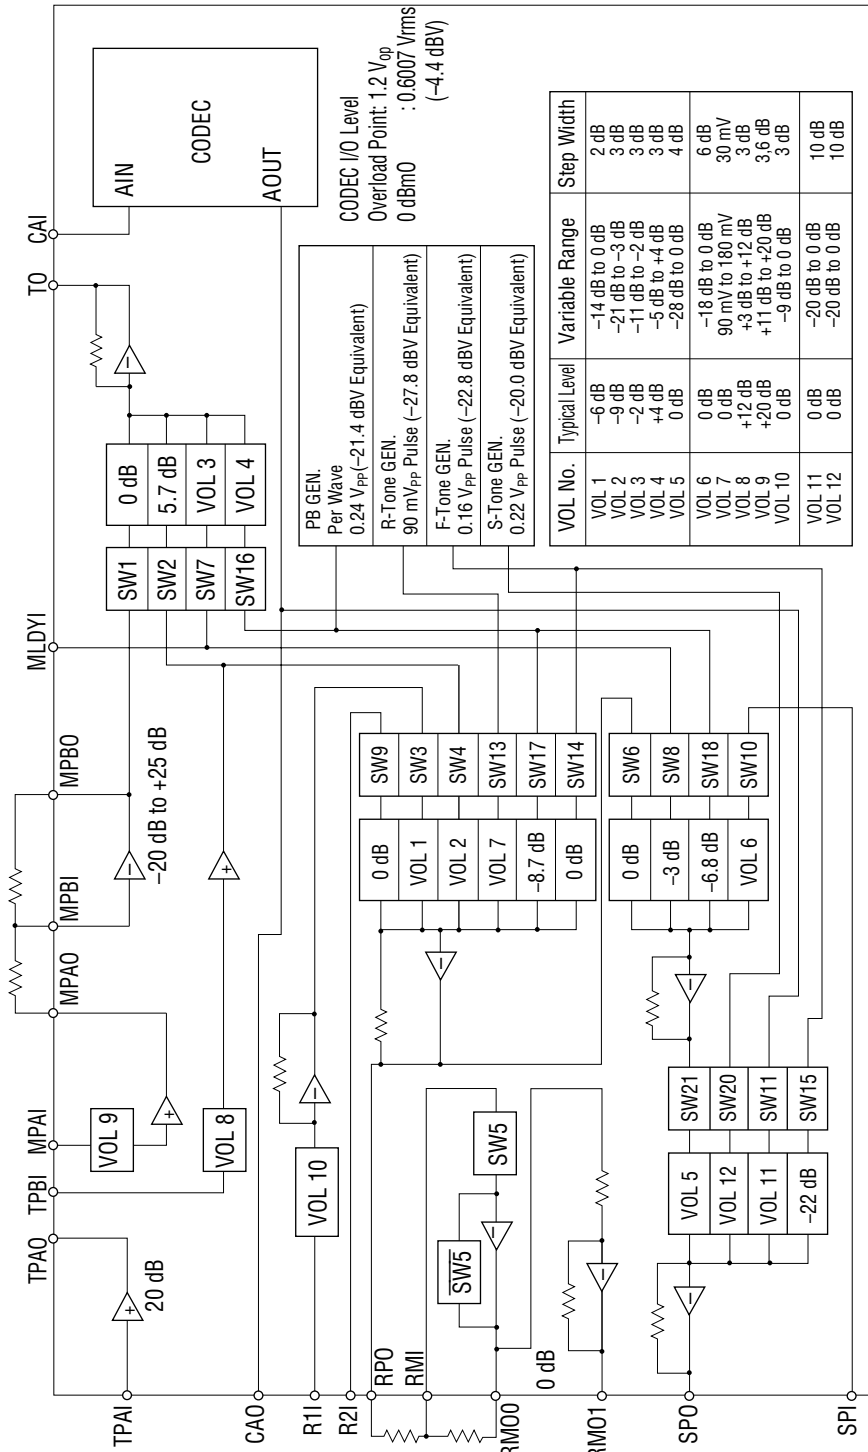 TPAI
CAO
R1I
R2I
RPO
RMI
RMO0
RMO1
SPO
SPI
TPAO
TPBI
MPAI
MPAO
MPBI
MPBO
MLDYI
TO
CAI
20 dB
VOL 9
VOL 8
VOL 10
−20 dB to +25 dB
SW1
SW2
SW7
SW16
0 dB
5.7 dB
VOL 3
VOL 4
AIN
CODEC
AOUT
SW5
SW5
0 dB
0 dB
VOL 1
VOL 2
VOL 7
−8.7 dB
0 dB
SW9
SW3
SW4
SW13
SW17
SW14
0 dB
−3 dB
−6.8 dB
VOL 6
SW6
SW8
SW18
SW10
VOL 5
VOL 12
VOL 11
−22 dB
SW21
SW20
SW11
SW15
PB GEN.
Per Wave
0.24 VPP(−21.4 dBV Equivalent)
R-Tone GEN.
90 mVPP Pulse (−27.8 dBV Equivalent)
F-Tone GEN.
0.16 VPP Pulse (−22.8 dBV Equivalent)
S-Tone GEN.
0.22 VPP Pulse (−20.0 dBV Equivalent)
CODEC I/O Level
Overload Point: 1.2 Vop
0 dBmO : 0.6007 Vrms
(−4.4 dBV)
VOL No. Typical Level Variable Range Step Width
VOL 1 −6 dB −14 dB to 0 dB 2 dB
VOL 2 −9 dB −21 dB to −3 dB 3 dB
VOL 3 −2 dB −11 dB to −2 dB 3 dB
VOL 4 +4 dB −5 dB to +4 dB 3 dB
VOL 5 0 dB −28 dB to 0 dB 4 dB
VOL 6 0 dB −18 dB to 0 dB 6 dB
VOL 7 0 dB 90 mV to 180 mV 30 mV
VOL 8 +12 dB +3 dB to +12 dB 3 dB
VOL 9 +20 dB +11 dB to +20 dB 3,6 dB
VOL 10 0 dB −9 dB to 0 dB 3 dB
VOL 11 0 dB −20 dB to 0 dB 10 dB
VOL 12 0 dB −20 dB to 0 dB 10 dB